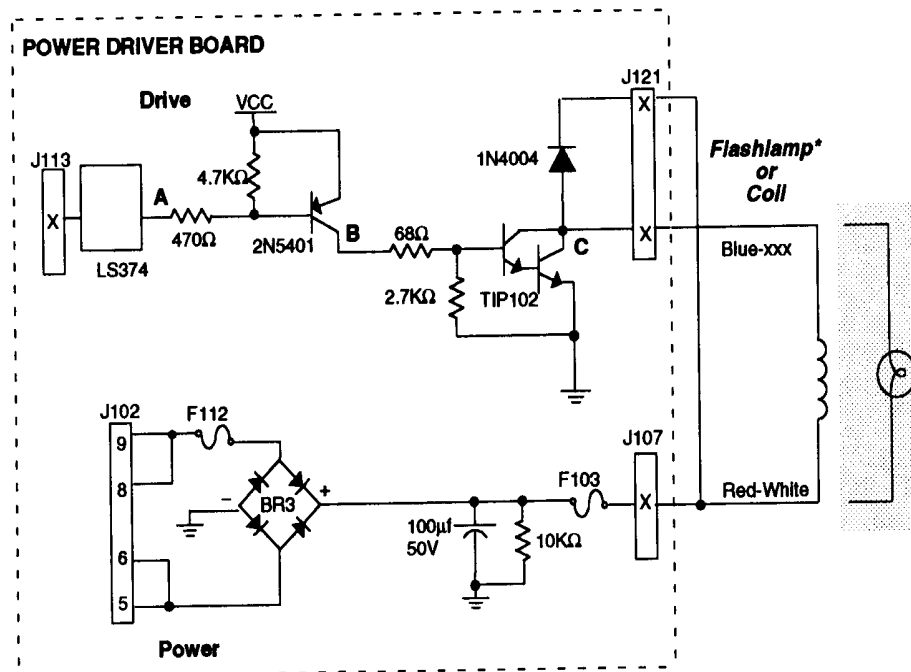 POWER DRIVER BOARD
Drive
VCC
J121
X
1N4004
Flashlamp*
or
Coil
J113
X
4.7KΩ
A
470Ω
2N5401
B
68Ω
C
X
Blue-xxx
LS374
2.7KΩ
TIP102
J102
F112
9
8
6
5
BR3
–
+
100µf
50V
10KΩ
F103
J107
X
Red-White
Power